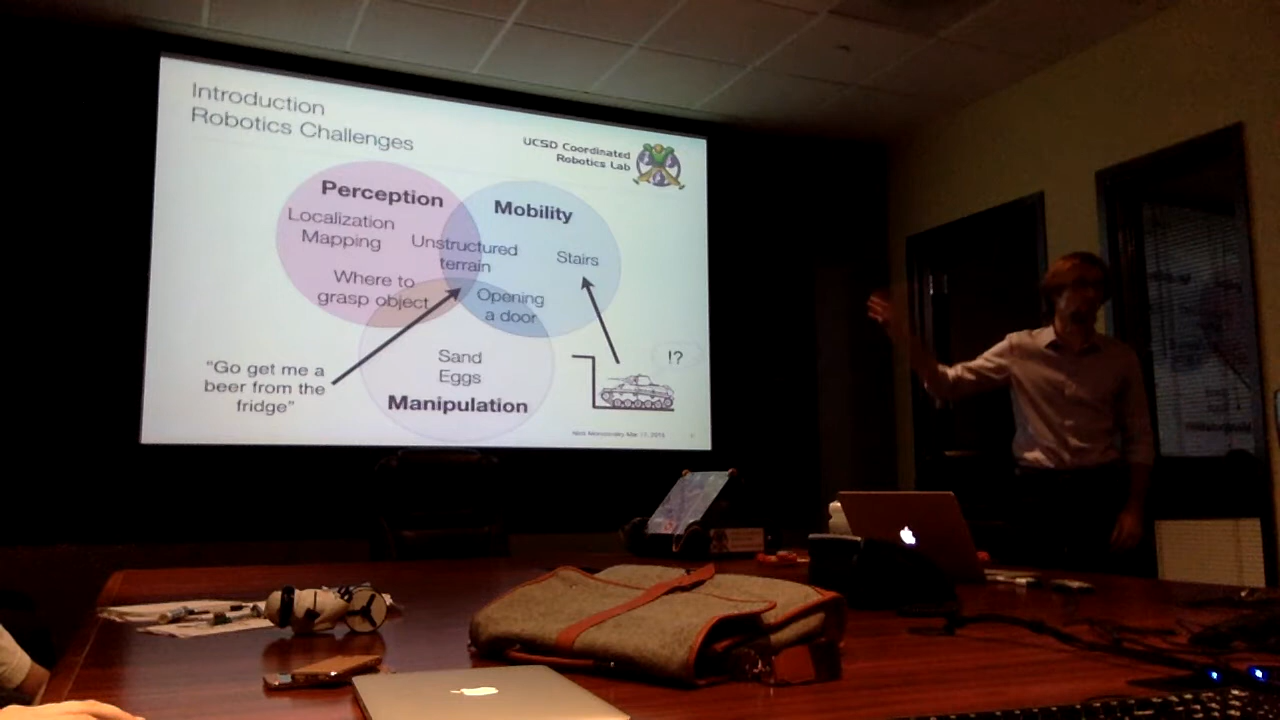 Introduction
Robotics Challenges
UCSD Coordinated
Robotics Lab
Perception
Mobility
Localization
Mapping
Unstructured
terrain
Stairs
Where to
grasp object
Opening
a door
"Go get me a
beer from the
fridge"
Sand
Eggs
Manipulation
!?